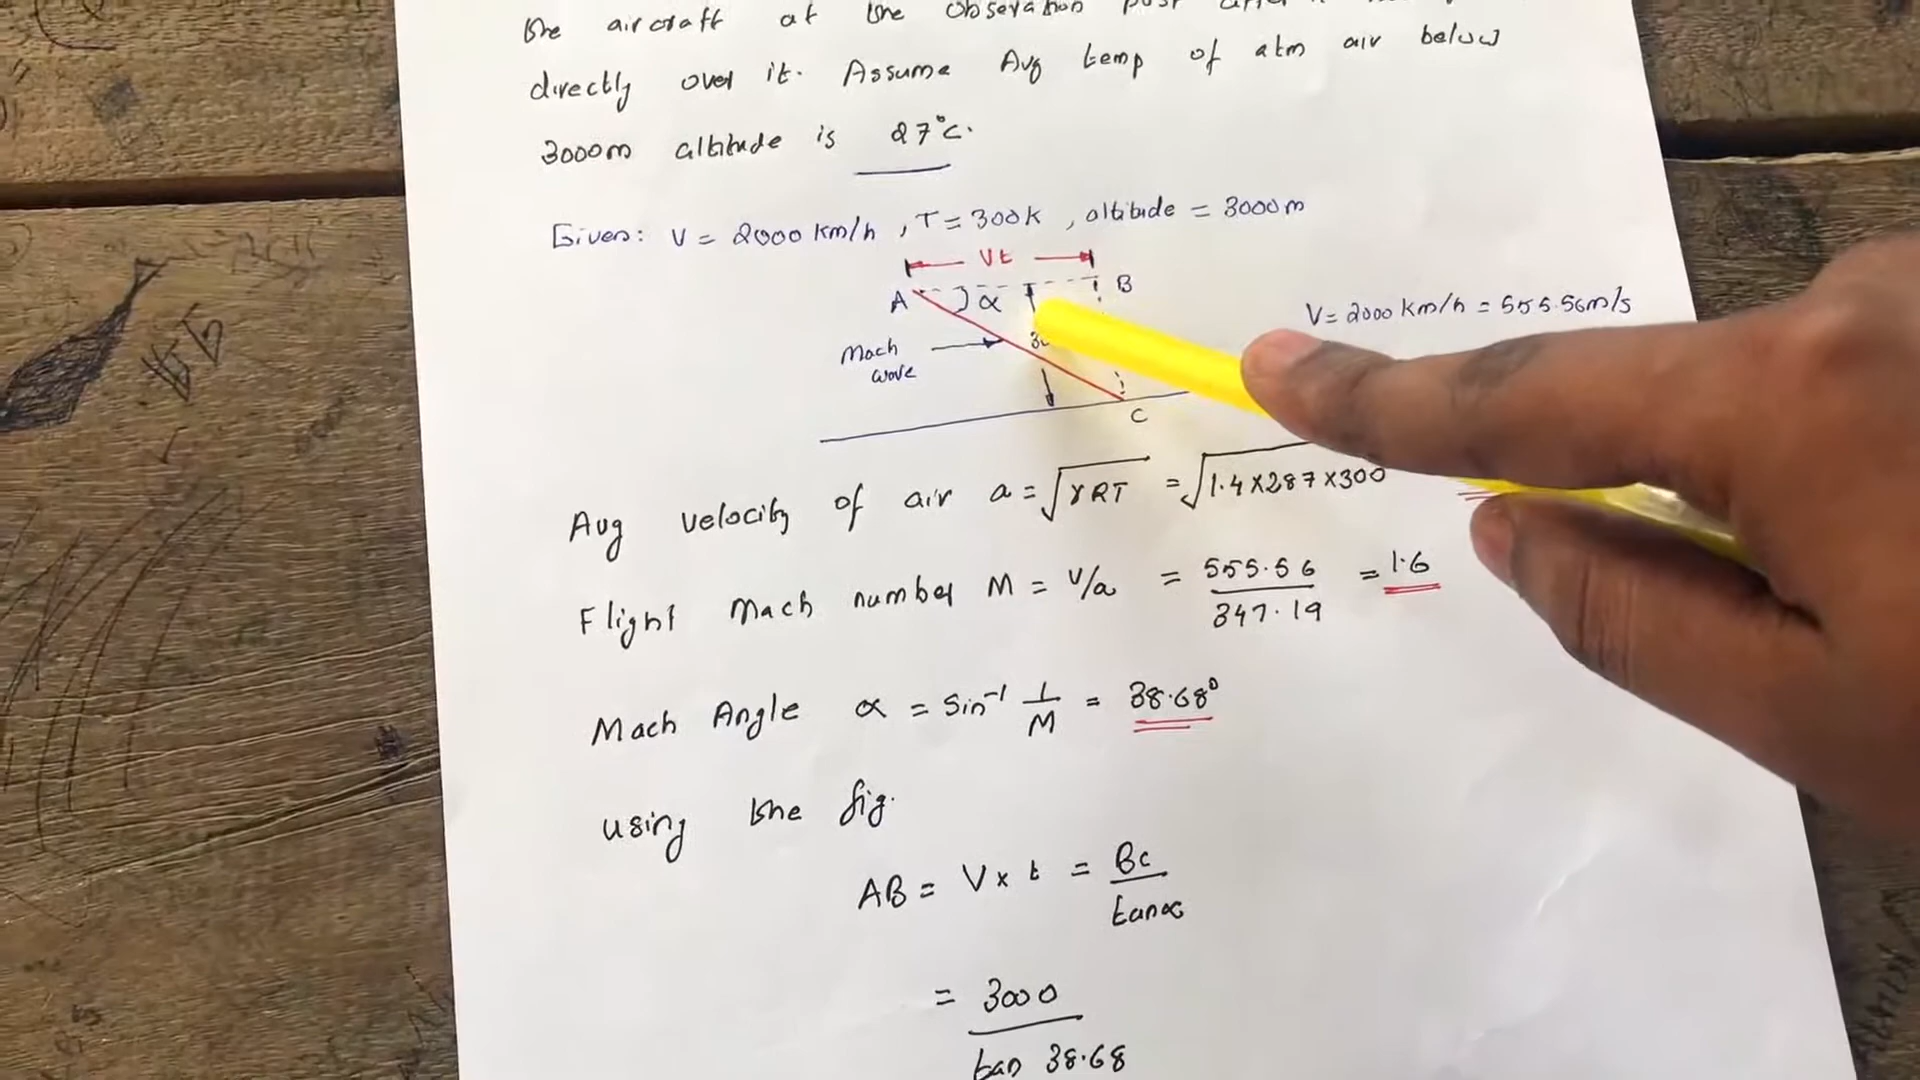 the aircraft at the observation post
directly over it. Assume Avg temp of atm air below
3000m altitude is 27°C.
Given: V = 2000 km/h , T = 300K , altitude = 3000m
Vt
A α B
V = 2000 km/h = 555.56m/s
Mach
wave
C
Avg velocity of air a = √γRT = √1.4×287×300
Flight Mach number M = V/a = 555.56/347.19 = 1.6
Mach Angle α = Sin⁻¹ 1/M = 38.68°
using the fig.
AB = V× t = BC/tanα
= 3000/tan 38.68